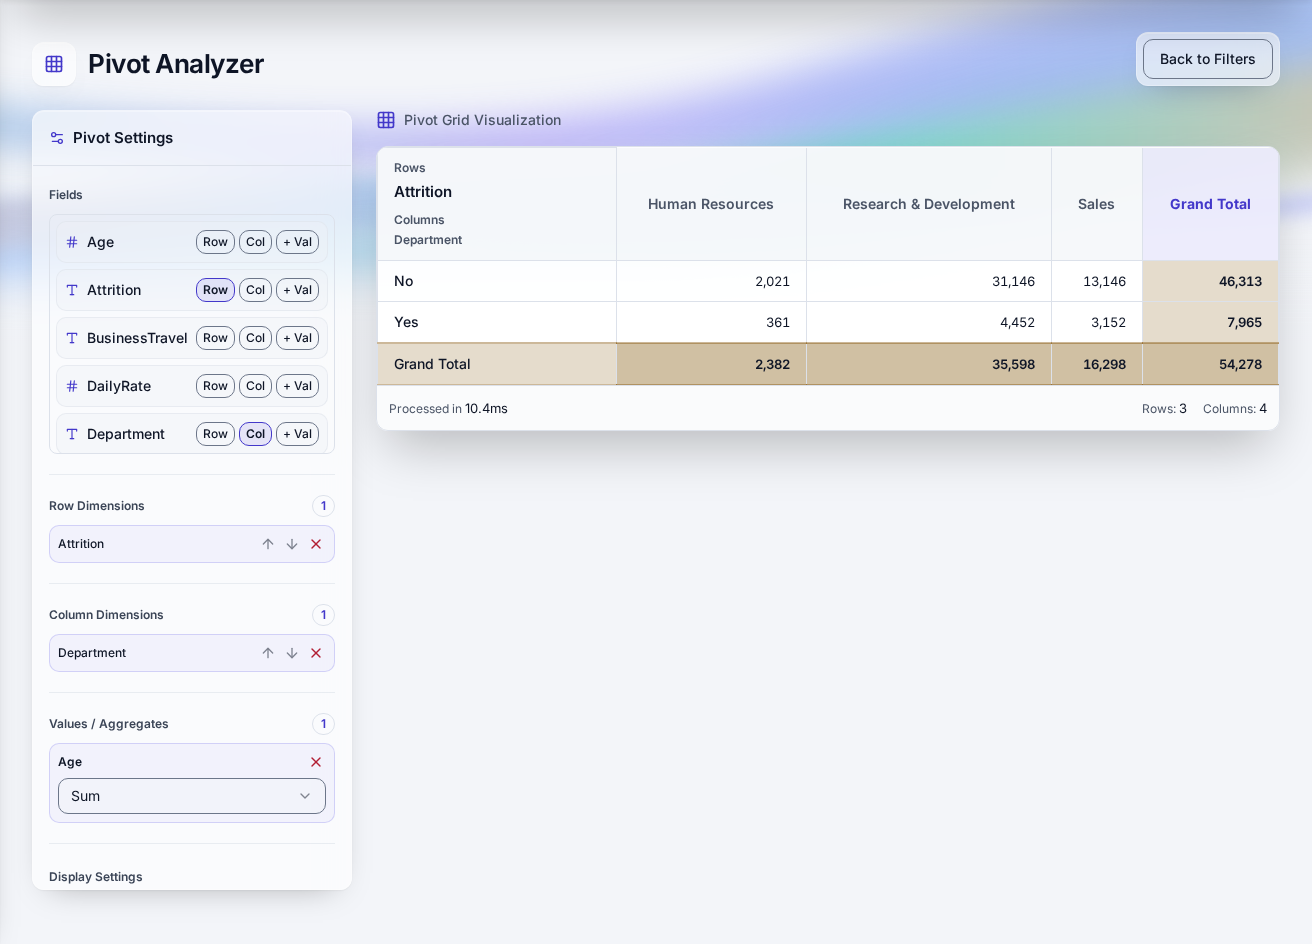 Pivot Analyzer
Back to Filters
Pivot Settings
Fields
Age Row Col + Val
Attrition Row Col + Val
BusinessTravel Row Col + Val
DailyRate Row Col + Val
Department Row Col + Val
Row Dimensions 1
Attrition
Column Dimensions 1
Department
Values / Aggregates 1
Age
Sum
Display Settings
Pivot Grid Visualization
Rows
Attrition
Columns
Department
Human Resources Research & Development Sales Grand Total
No 2,021 31,146 13,146 46,313
Yes 361 4,452 3,152 7,965
Grand Total 2,382 35,598 16,298 54,278
Processed in 10.4ms Rows: 3 Columns: 4